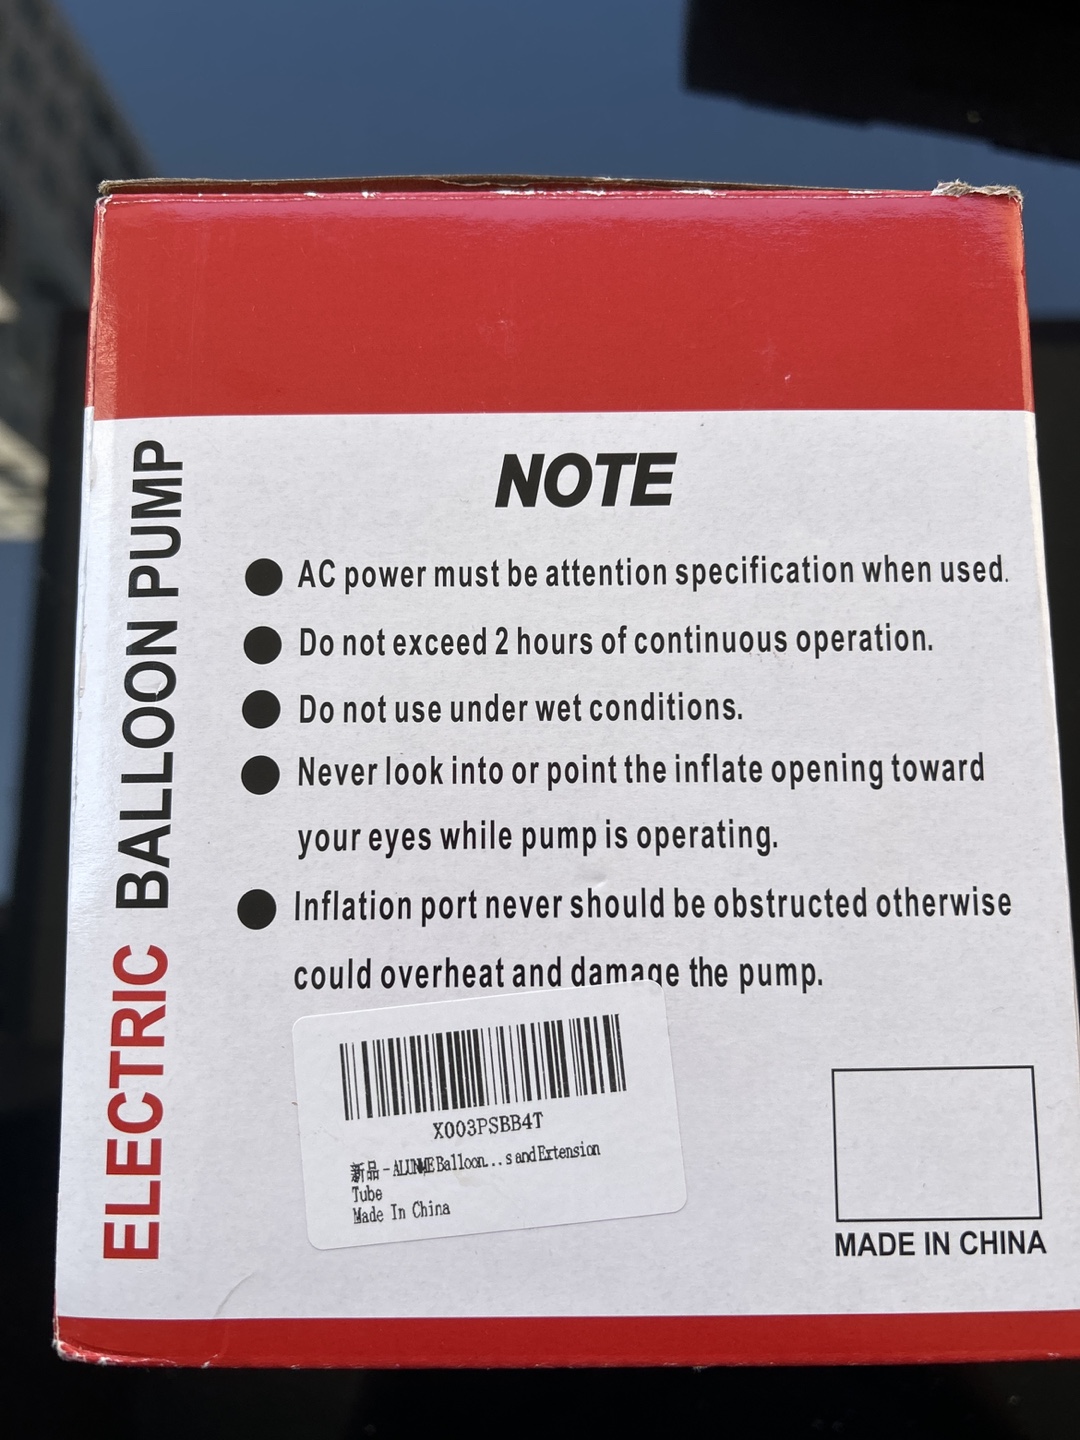 NOTE
● AC power must be attention specification when used.
● Do not exceed 2 hours of continuous operation.
● Do not use under wet conditions.
● Never look into or point the inflate opening toward
your eyes while pump is operating.
● Inflation port never should be obstructed otherwise
could overheat and damage the pump.
ELECTRIC BALLOON PUMP
X003PSBB4T
新品 - ALUNME Balloon... s and Extension
Tube
Made In China
MADE IN CHINA